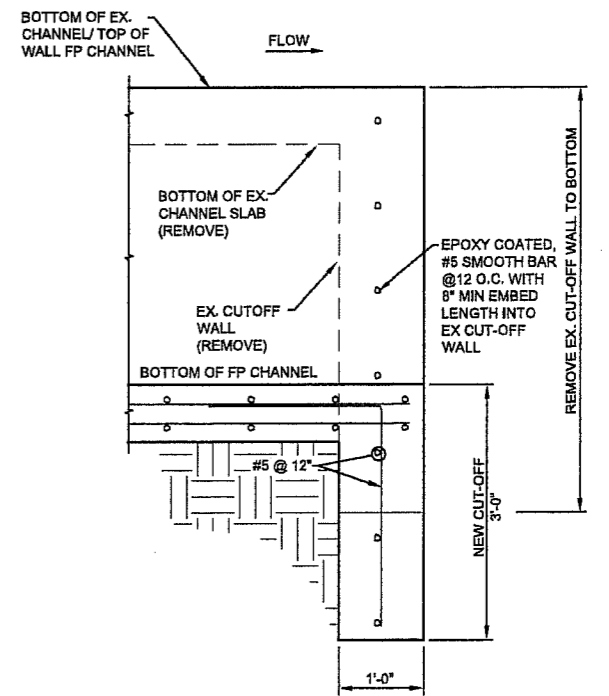 BOTTOM OF EX.
CHANNEL/ TOP OF
WALL FP CHANNEL
FLOW
BOTTOM OF EX.
CHANNEL SLAB
(REMOVE)
EPOXY COATED,
#5 SMOOTH BAR
@12 O.C. WITH
8" MIN EMBED
LENGTH INTO
EX CUT-OFF
WALL
REMOVE EX. CUT-OFF WALL TO BOTTOM
EX. CUTOFF
WALL
(REMOVE)
BOTTOM OF FP CHANNEL
#5 @ 12"
NEW CUT-OFF
3'-0"
1'-0"